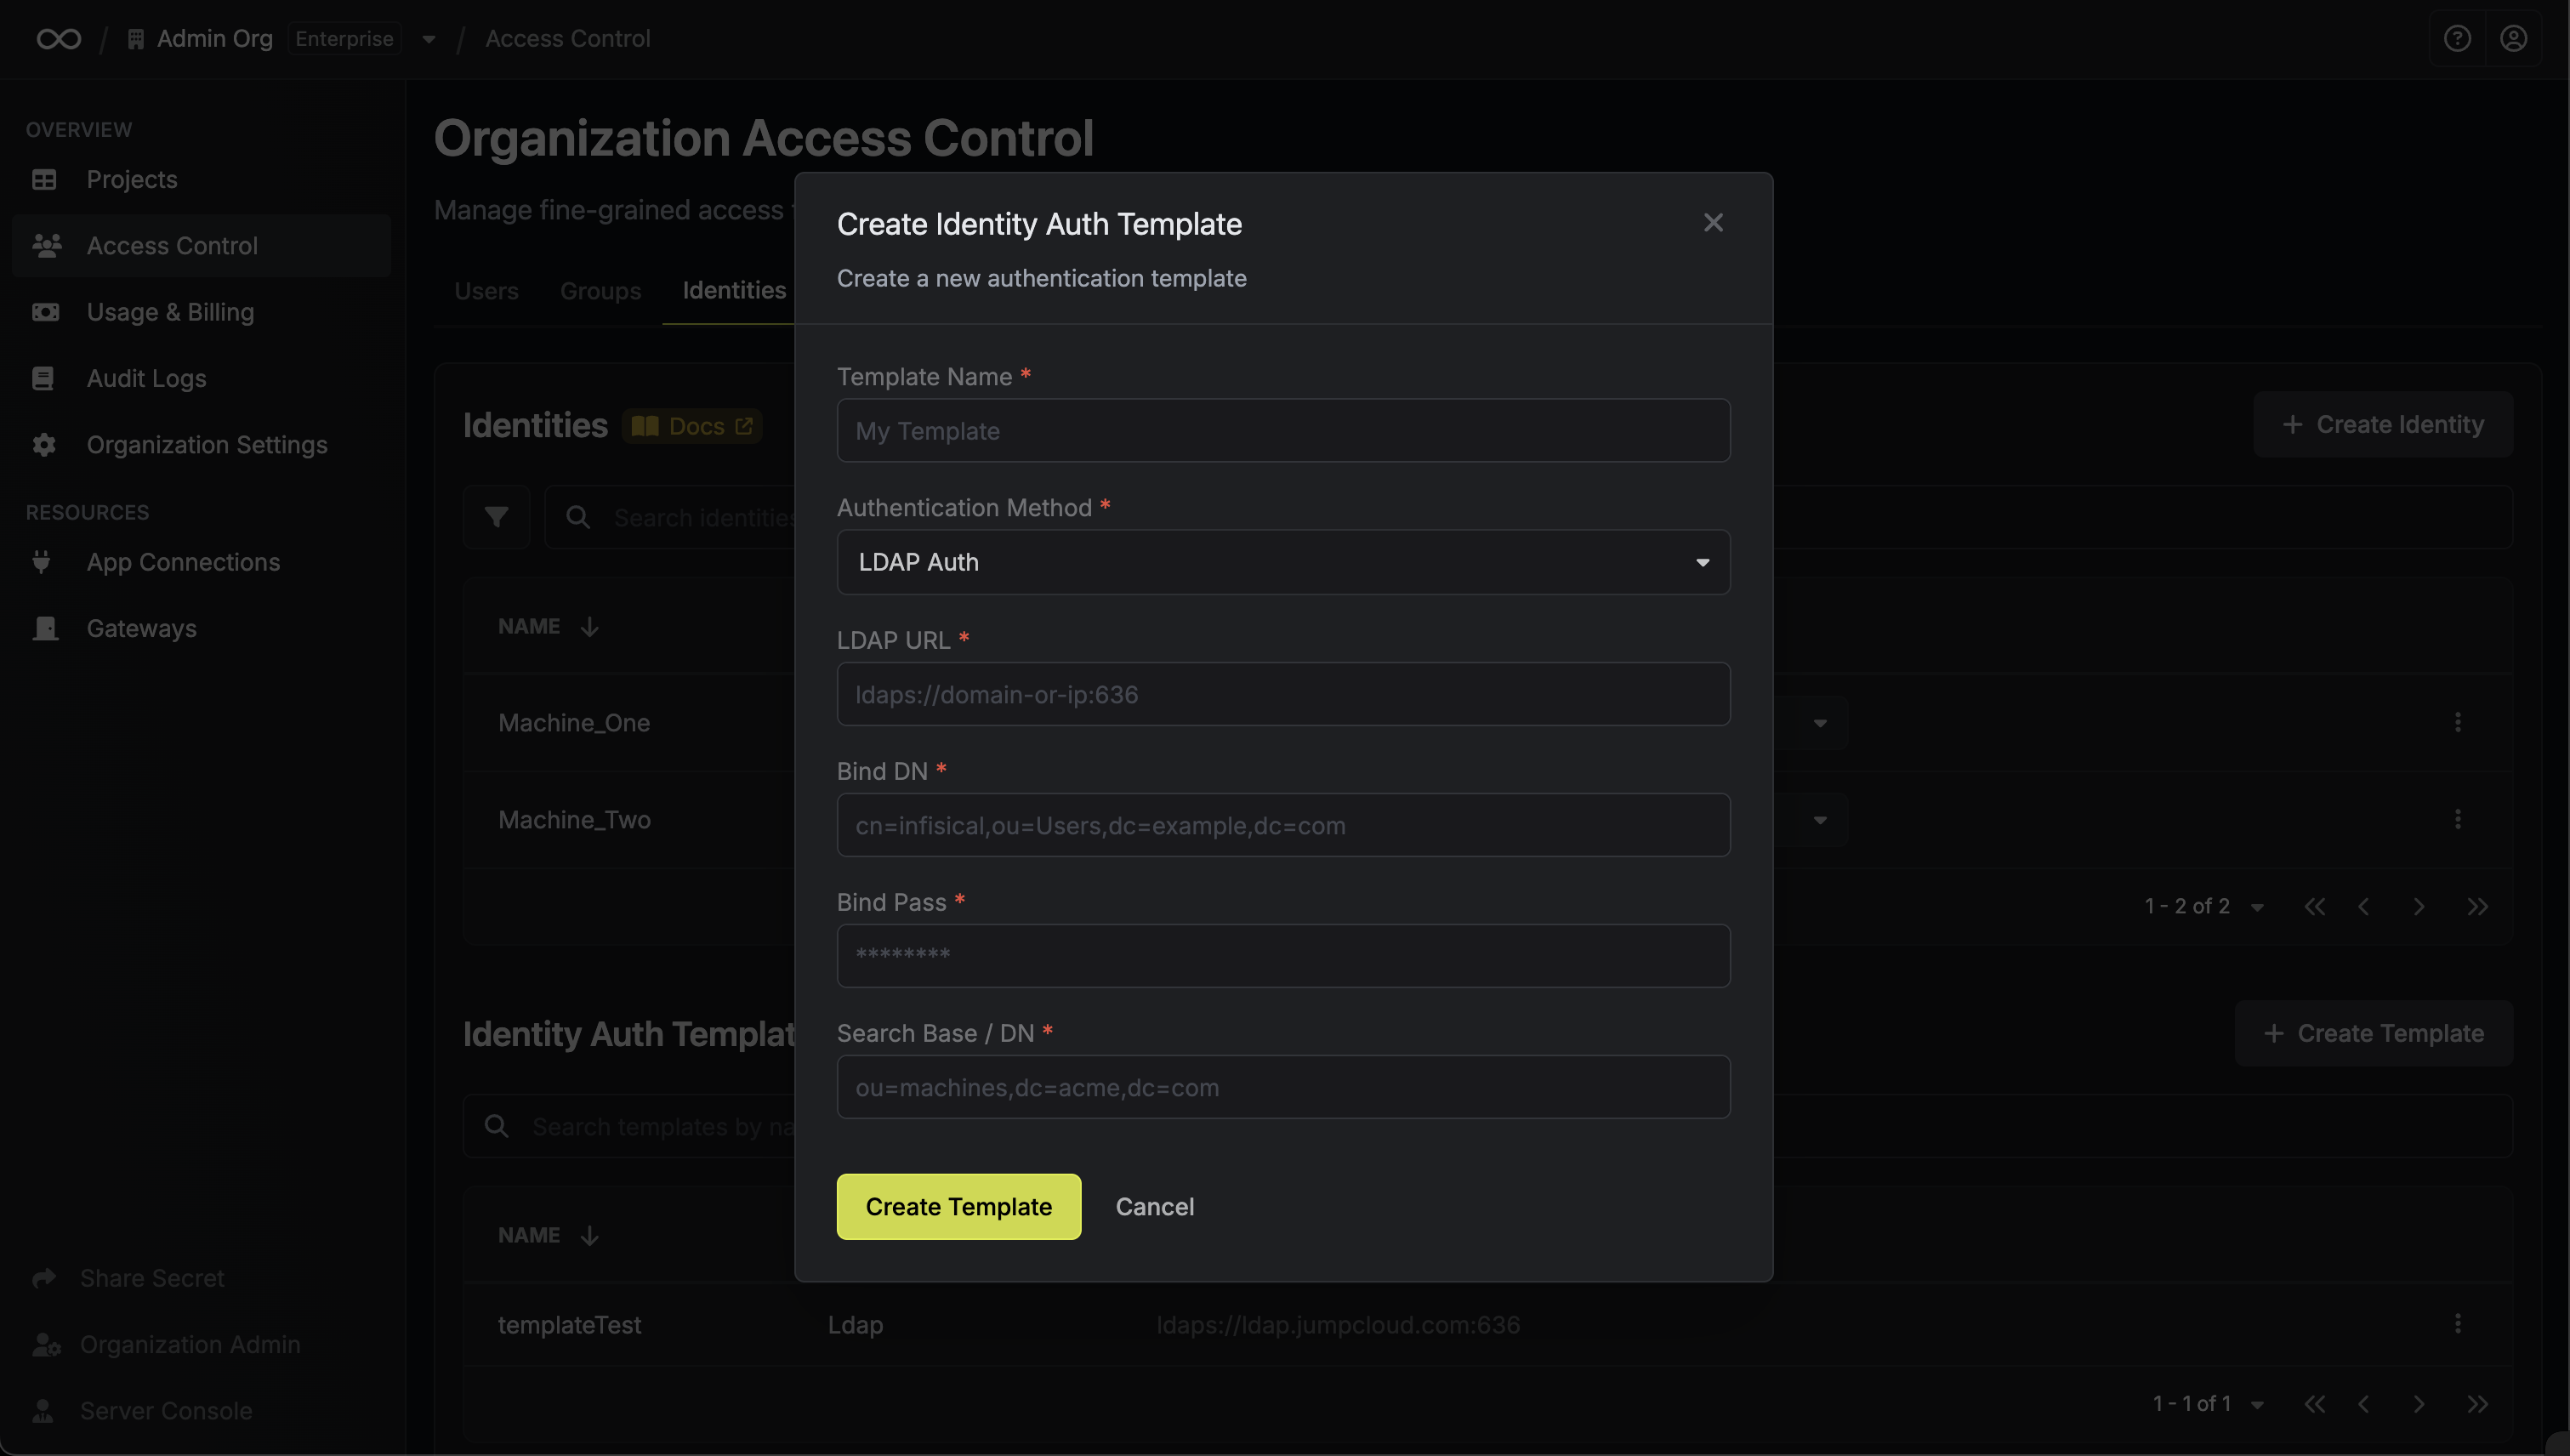 / Admin Org Enterprise / Access Control
OVERVIEW
Projects
Access Control
Usage & Billing
Audit Logs
Organization Settings
RESOURCES
App Connections
Gateways
Share Secret
Organization Admin
Server Console
Organization Access Control
Manage fine-grained access
Users Groups Identities
Identities Docs
Create Identity
Search identities
NAME
Machine_One
Machine_Two
1 - 2 of 2
Identity Auth Templat
Create Template
Search templates by na
NAME
templateTest Ldap ldaps://ldap.jumpcloud.com:636
1 - 1 of 1
Create Identity Auth Template
Create a new authentication template
Template Name *
My Template
Authentication Method *
LDAP Auth
LDAP URL *
ldaps://domain-or-ip:636
Bind DN *
cn=infisical,ou=Users,dc=example,dc=com
Bind Pass *
********
Search Base / DN *
ou=machines,dc=acme,dc=com
Create Template Cancel